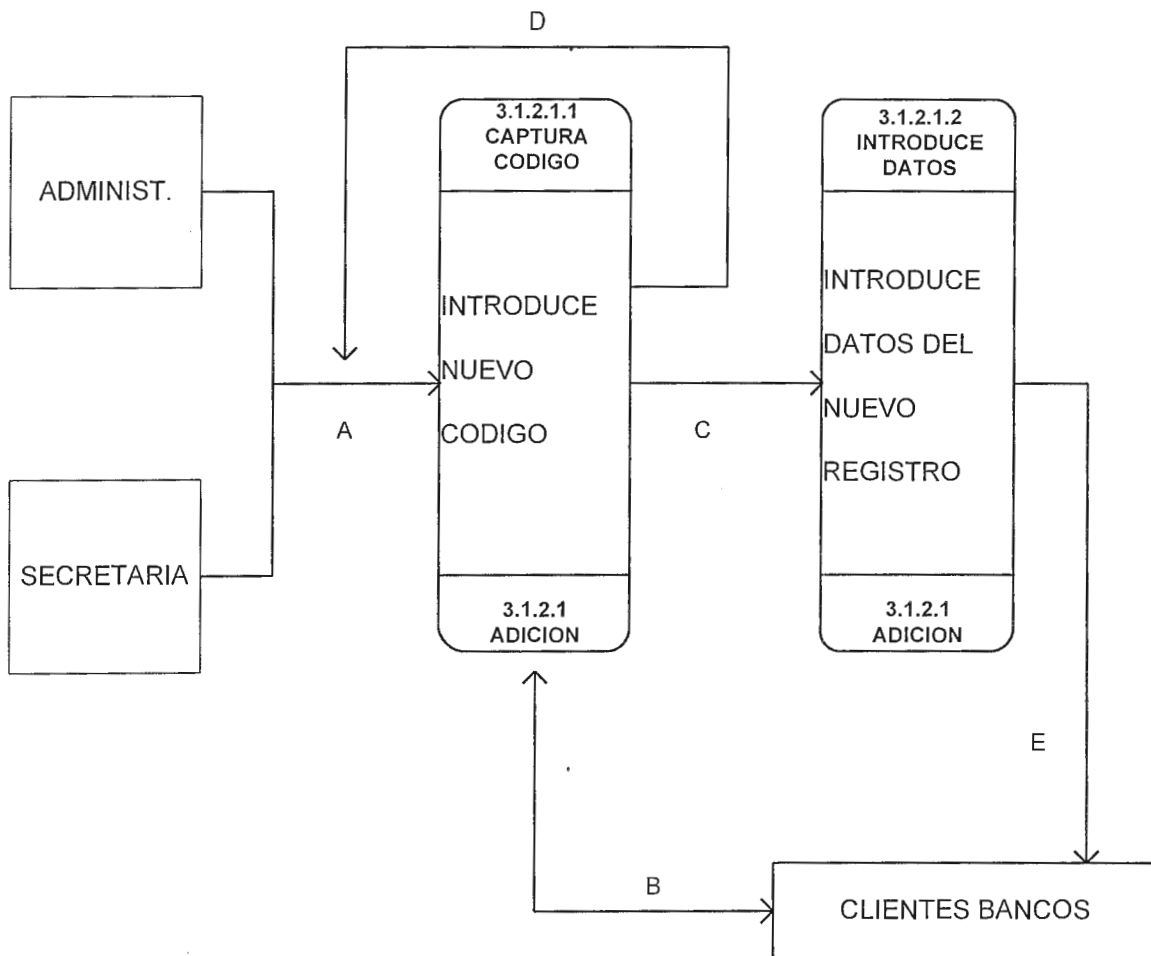 D
ADMINIST.
SECRETARIA
A
3.1.2.1.1
CAPTURA
CODIGO
INTRODUCE
NUEVO
CODIGO
3.1.2.1
ADICION
C
3.1.2.1.2
INTRODUCE
DATOS
INTRODUCE
DATOS DEL
NUEVO
REGISTRO
3.1.2.1
ADICION
E
B
CLIENTES BANCOS